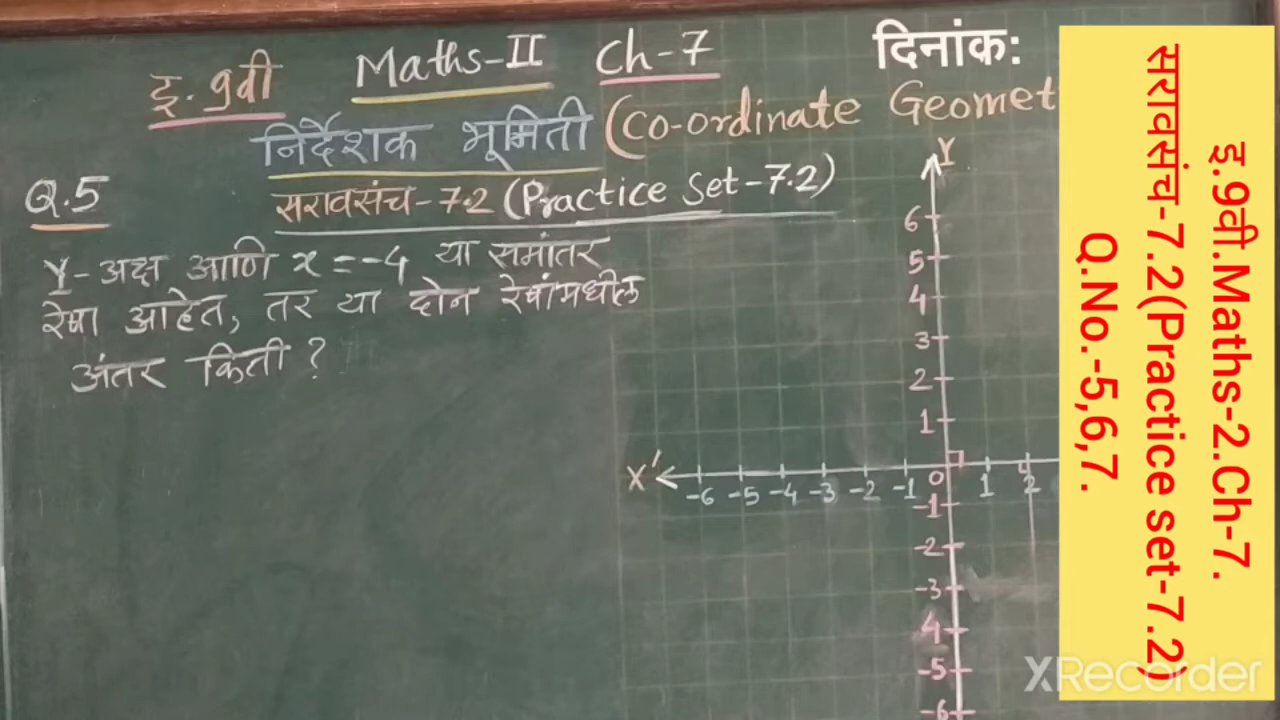 इ. 9वी Maths-II Ch-7
दिनांक:
निर्देशक भूमिती (Co-ordinate Geomet
Q.5 सरावसंच-7.2 (Practice Set-7.2)
Y-अक्ष आणि x=-4 या समांतर
रेषा आहेत, तर या दोन रेषांमधील
अंतर किती?
Y
6
5
4
3
2
1
X' -6 -5 -4 -3 -2 -1 0 1 2
-1
-2
-3
4
-5
-6
इ.9वी.Maths-2.Ch-7.
सरावसंच-7.2(Practice set-7.2)
Q.No.-5,6,7.
XRecorder